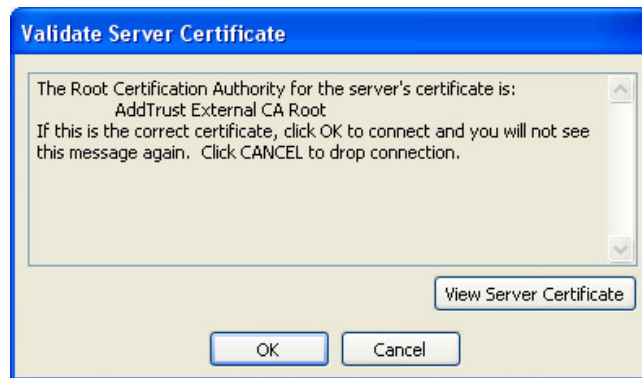 Validate Server Certificate
The Root Certification Authority for the server's certificate is:
AddTrust External CA Root
If this is the correct certificate, click OK to connect and you will not see
this message again. Click CANCEL to drop connection.
View Server Certificate
OK
Cancel